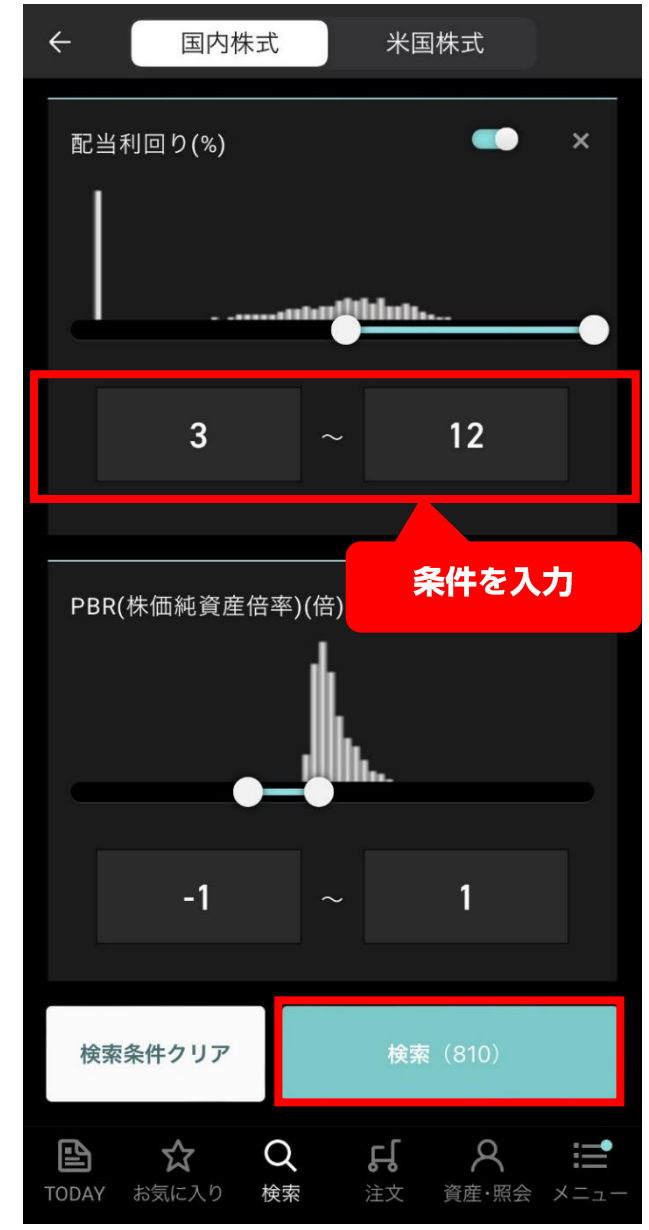 国内株式 米国株式
配当利回り(%)
3 ～ 12
条件を入力
PBR(株価純資産倍率)(倍)
-1 ～ 1
検索条件クリア 検索（810）
TODAY お気に入り 検索 注文 資産・照会 メニュー